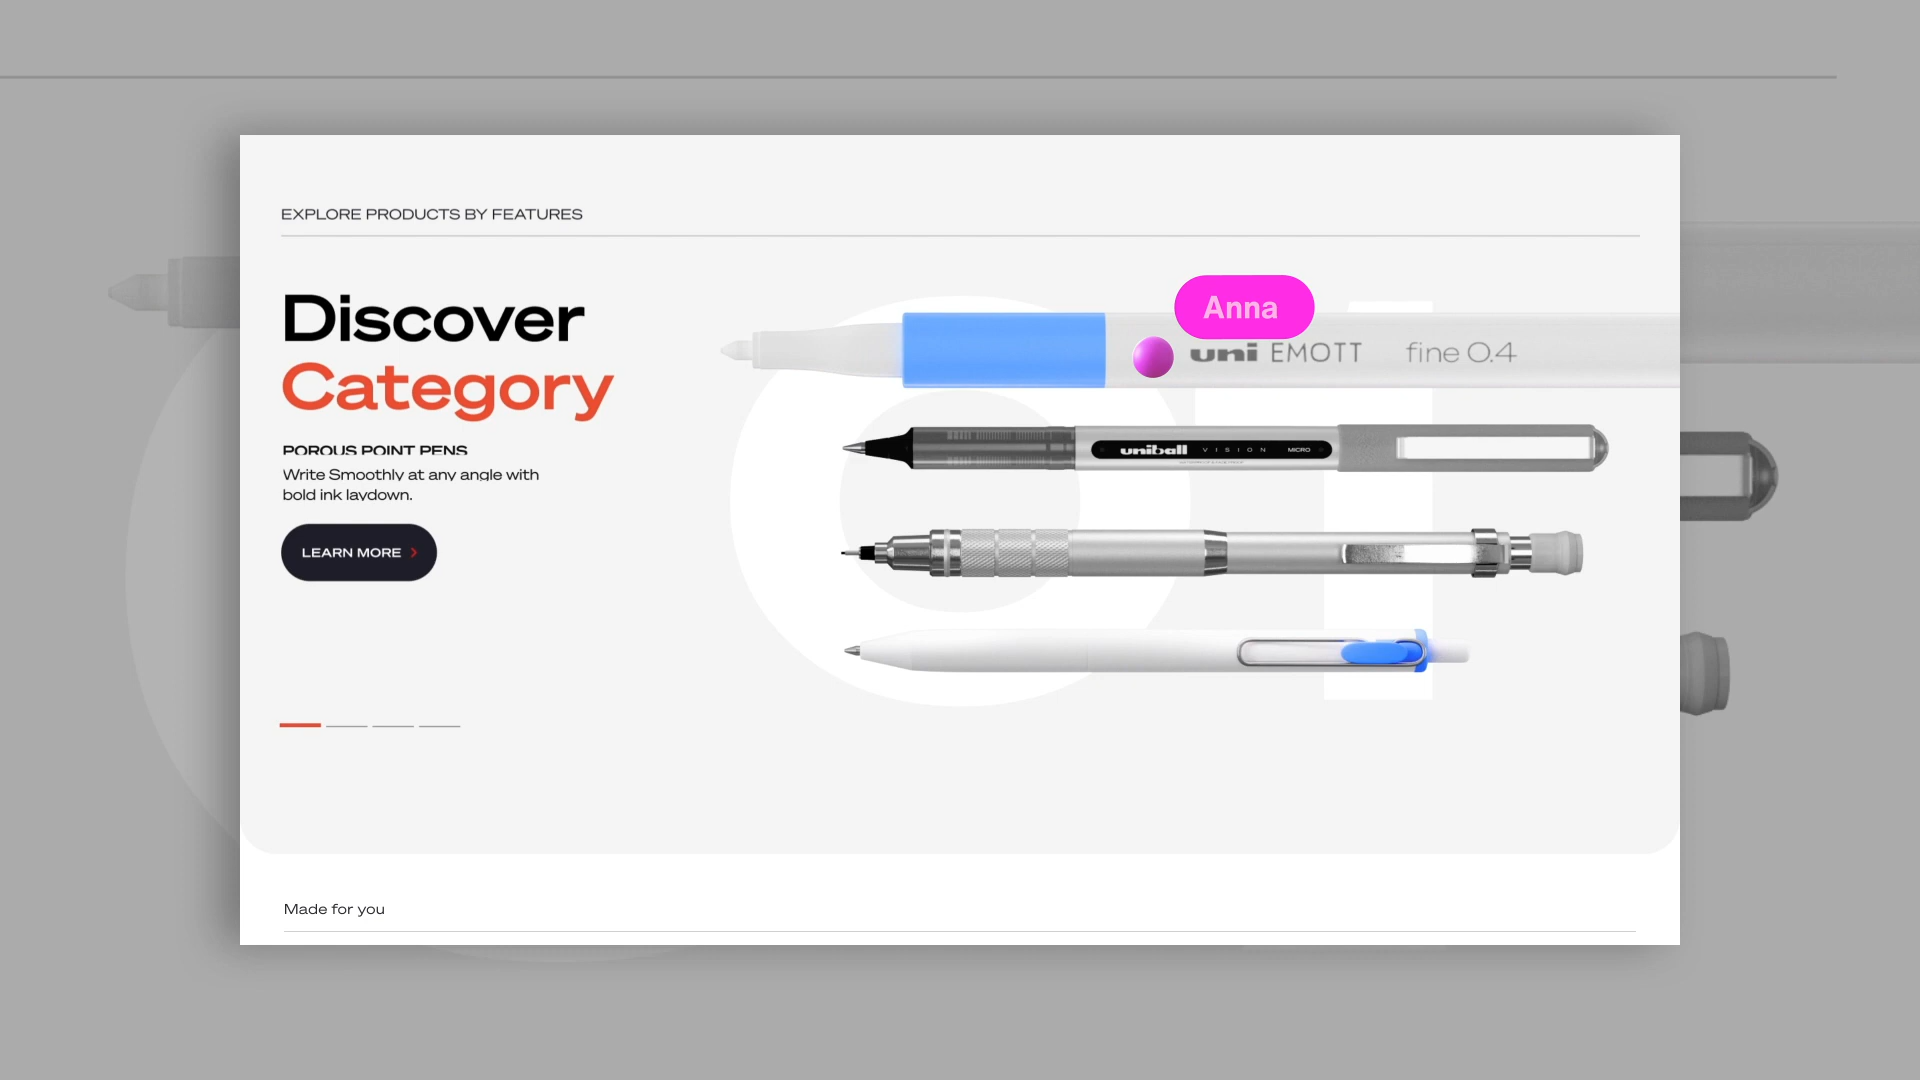 EXPLORE PRODUCTS BY FEATURES
Discover
Category
POROUS POINT PENS
Write Smoothly at any angle with
bold ink laydown.
LEARN MORE
Anna
uni EMOTT fine 0.4
uniball VISION MICRO
Made for you